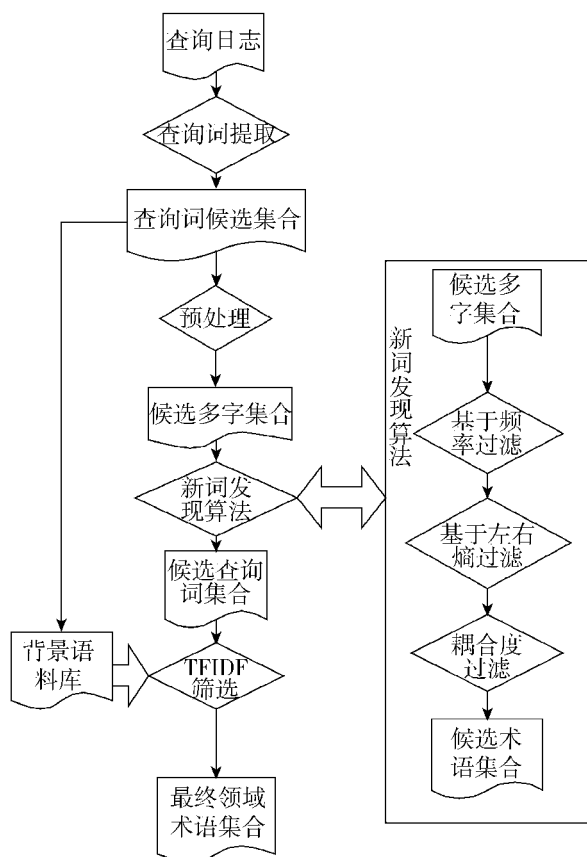 查询日志
查询词提取
查询词候选集合
预处理
候选多字集合
新词发
现算法
候选查询
词集合
背景语
料库
TFIDF
筛选
最终领域
术语集合
新词发现算法
候选多
字集合
基于频
率过滤
基于左右
熵过滤
耦合度
过滤
候选术
语集合